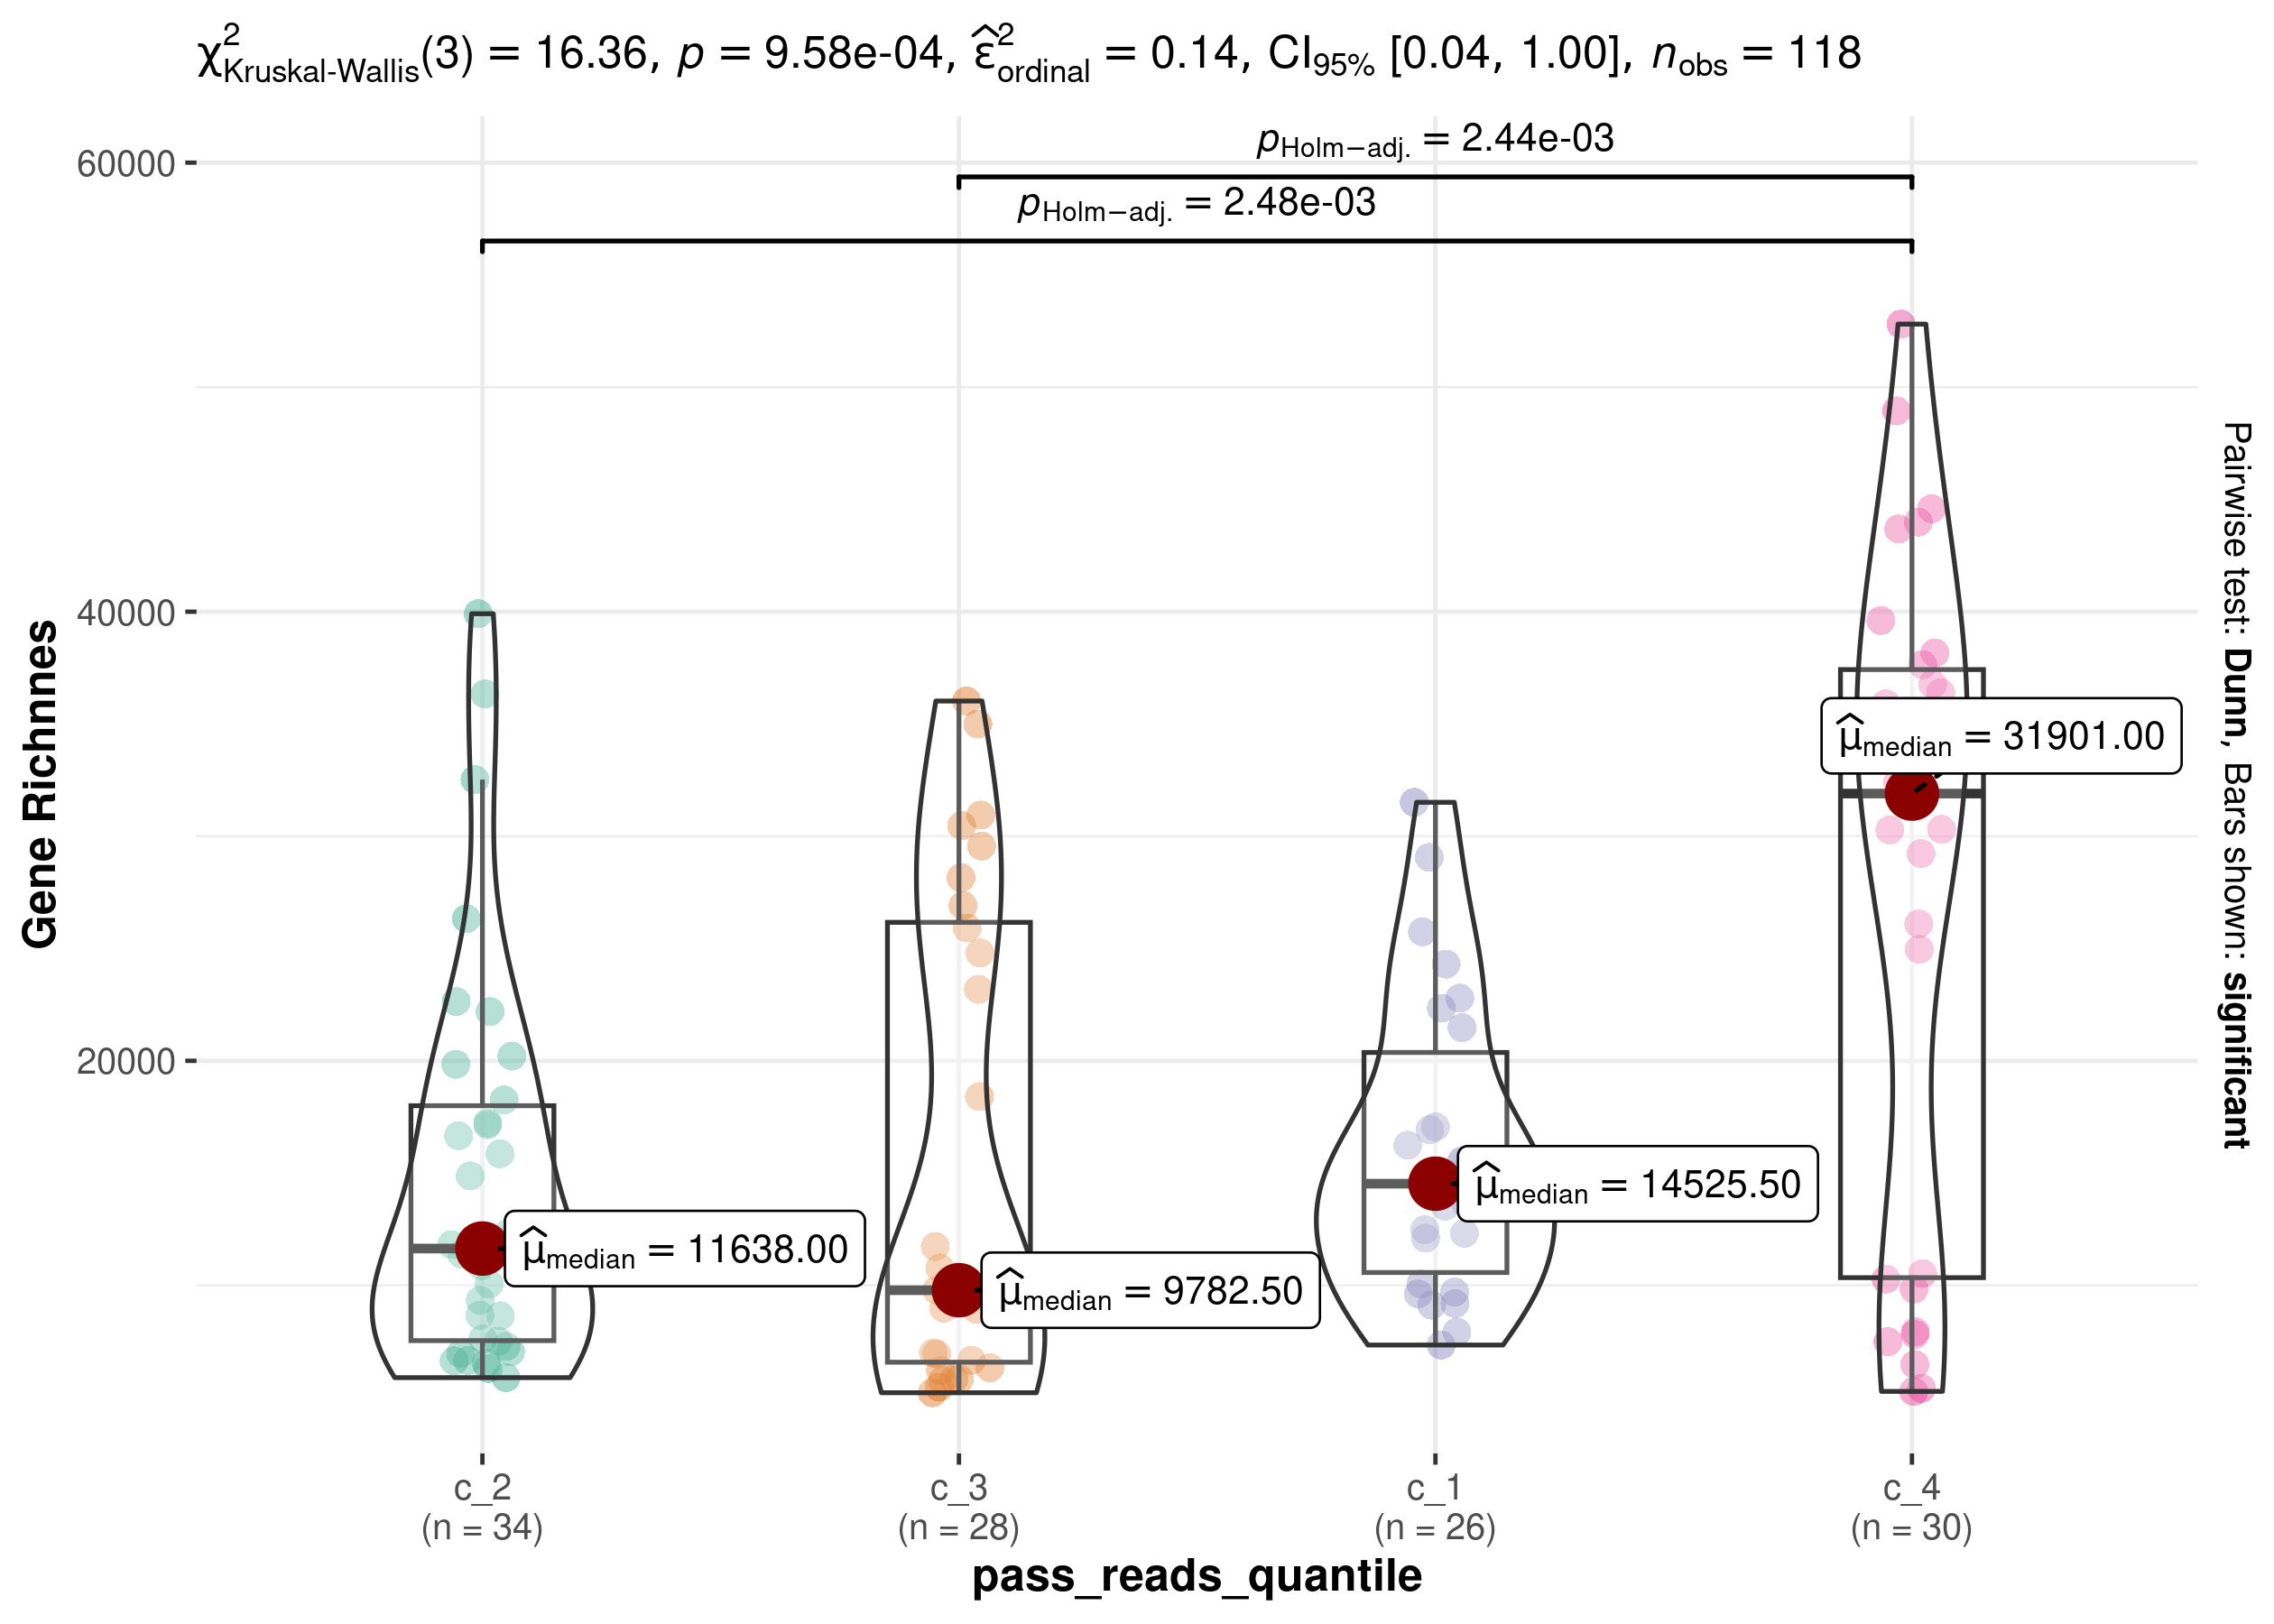 χ²Kruskal-Wallis(3) = 16.36, p = 9.58e-04, ε̂²ordinal = 0.14, CI95% [0.04, 1.00], nobs = 118
pHolm−adj. = 2.44e-03
pHolm−adj. = 2.48e-03
60000
40000
20000
Gene Richnnes
μ̂median = 11638.00
μ̂median = 9782.50
μ̂median = 14525.50
μ̂median = 31901.00
Pairwise test: Dunn, Bars shown: significant
c_2
(n = 34)
c_3
(n = 28)
c_1
(n = 26)
c_4
(n = 30)
pass_reads_quantile